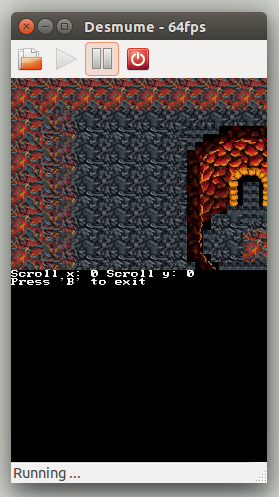 Desmume - 64fps
Scroll x: 0 Scroll y: 0
Press 'B' to exit
Running ...